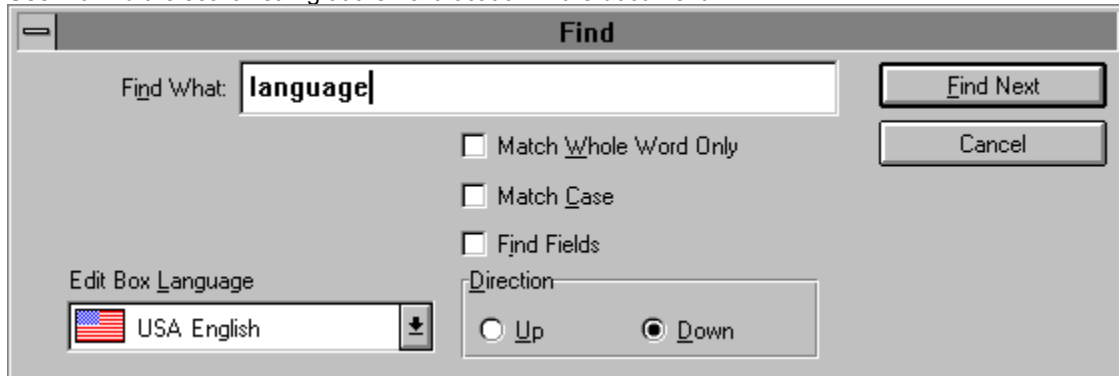 Find
Find What: language Find Next
Match Whole Word Only Cancel
Match Case
Find Fields
Edit Box Language Direction
USA English Up Down